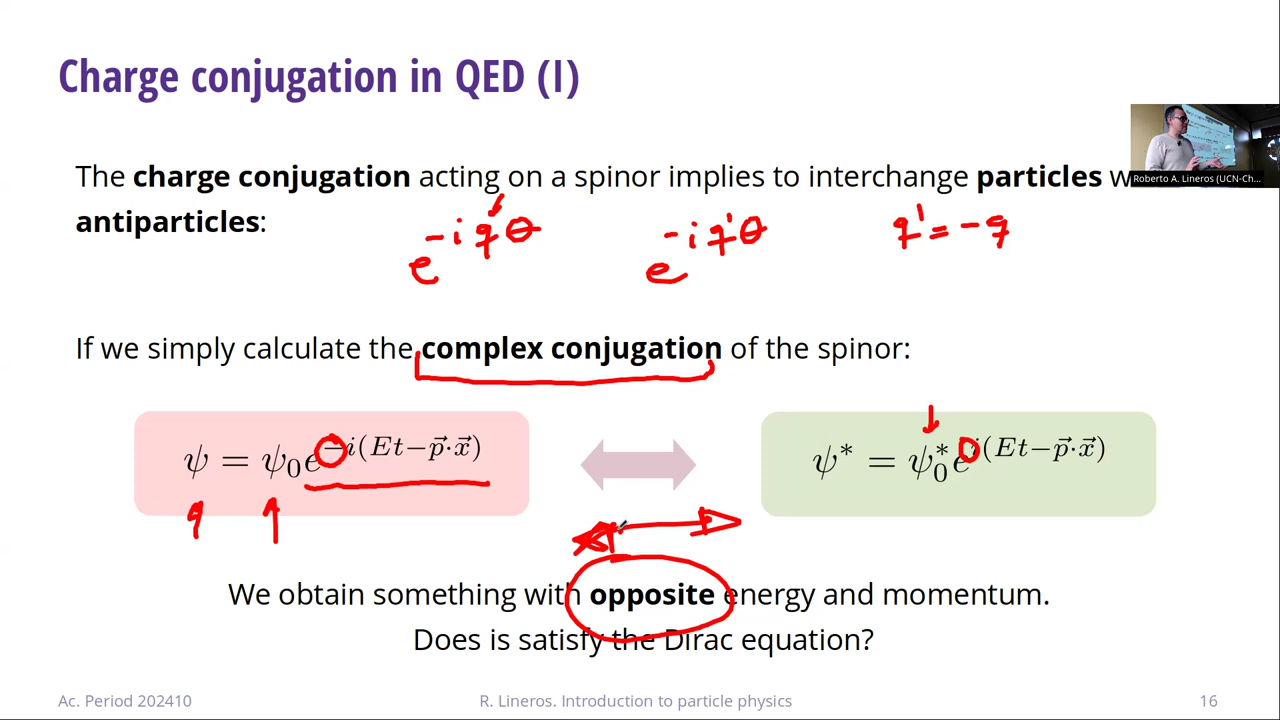 Charge conjugation in QED (I)
The charge conjugation acting on a spinor implies to interchange particles w
Roberto A. Lineros (UCN-Ch...
antiparticles:
e^{-iqθ} e^{-iq'θ} q' = -q
If we simply calculate the complex conjugation of the spinor:
ψ = ψ₀e^{-i(Et-p⃗·x⃗)} ψ* = ψ₀*e^{i(Et-p⃗·x⃗)}
We obtain something with opposite energy and momentum.
Does is satisfy the Dirac equation?
Ac. Period 202410 R. Lineros. Introduction to particle physics 16